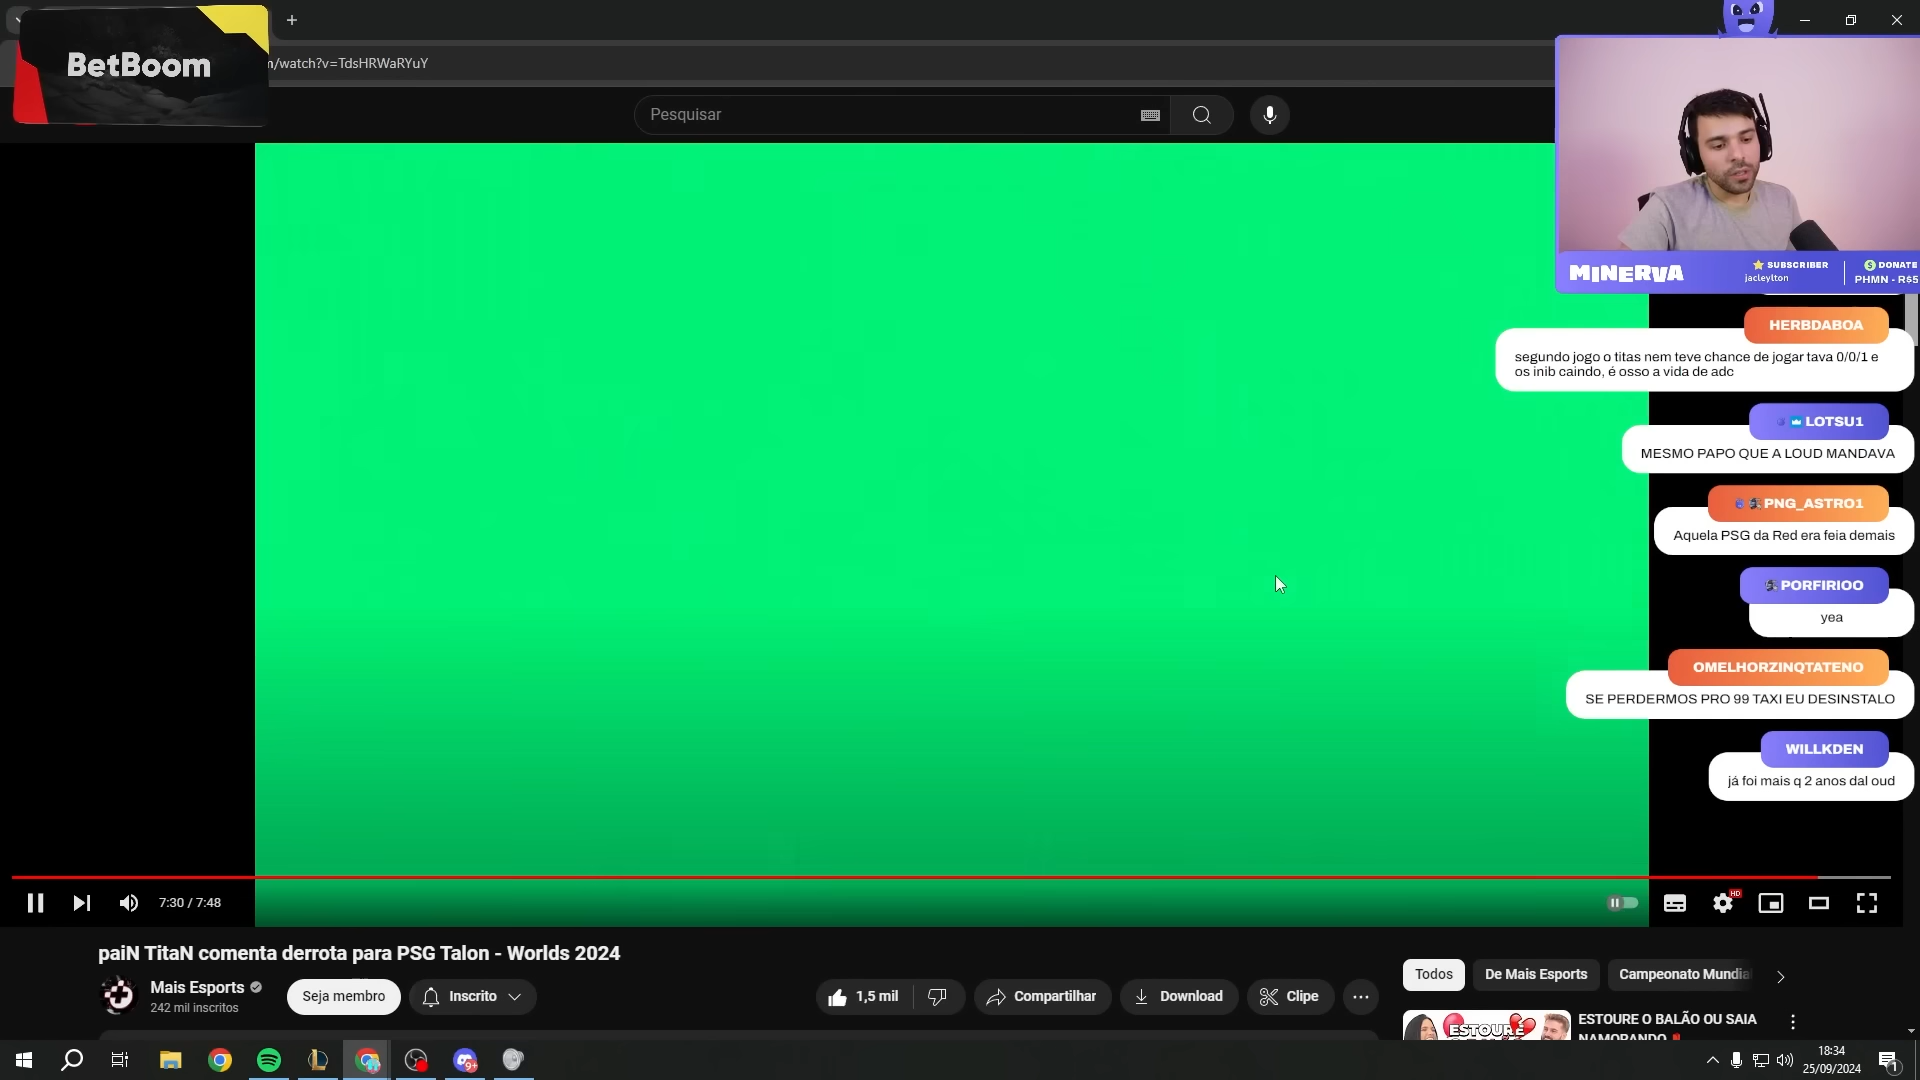 BetBoom
m/watch?v=TdsHRWaRYuY
Pesquisar
MINERVA
SUBSCRIBER
jacleylton
DONATE
PHMN - R$5
HERBDABOA
segundo jogo o titas nem teve chance de jogar tava 0/0/1 e
os inib caindo, é osso a vida de adc
LOTSU1
MESMO PAPO QUE A LOUD MANDAVA
PNG_ASTRO1
Aquela PSG da Red era feia demais
PORFIRIOO
yea
OMELHORZINQTATENO
SE PERDERMOS PRO 99 TAXI EU DESINSTALO
WILLKDEN
já foi mais q 2 anos dal oud
7:30 / 7:48
HD
paiN TitaN comenta derrota para PSG Talon - Worlds 2024
Mais Esports
242 mil inscritos
Seja membro
Inscrito
1,5 mil
Compartilhar
Download
Clipe
Todos
De Mais Esports
Campeonato Mundia
ESTOURE
ESTOURE O BALÃO OU SAIA
NAMORANDO
9+
18:34
25/09/2024
1